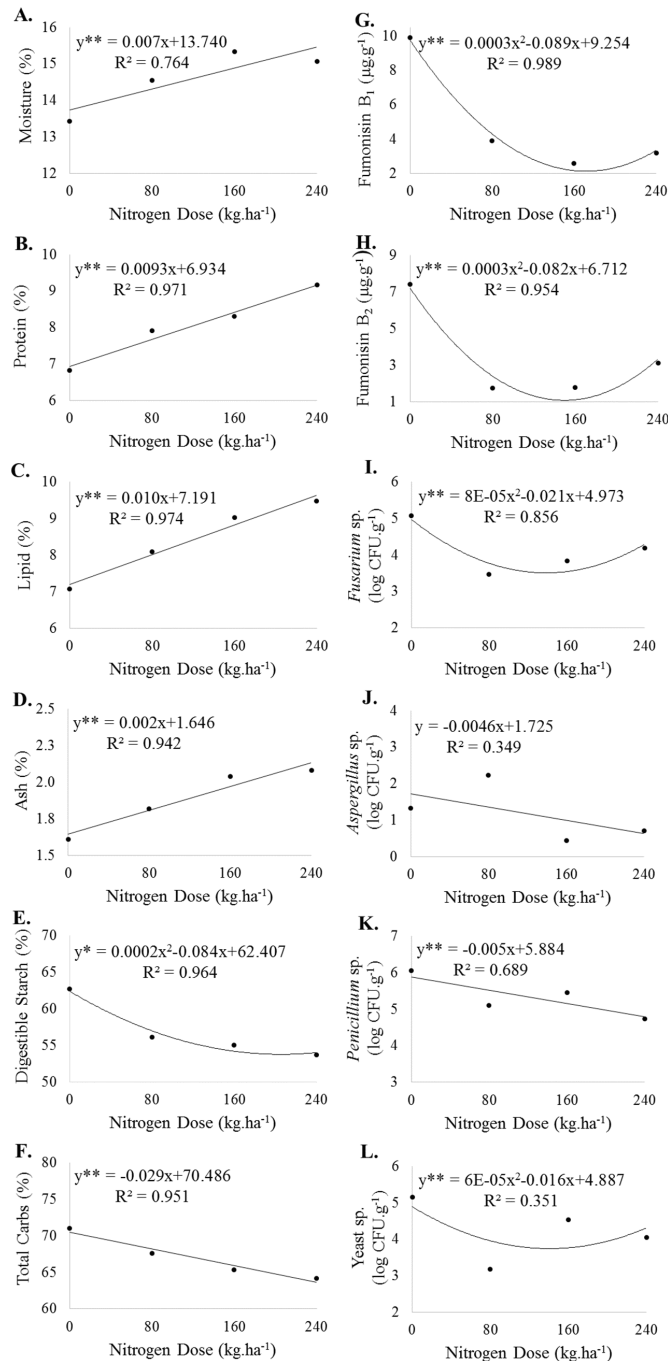 A.
16
15
14
13
12
Moisture (%)
y** = 0.007x+13.740
R² = 0.764
0 80 160 240
Nitrogen Dose (kg.ha⁻¹)
B.
10
9
8
7
6
Protein (%)
y** = 0.0093x+6.934
R² = 0.971
0 80 160 240
Nitrogen Dose (kg.ha⁻¹)
C.
10
9
8
7
6
Lipid (%)
y** = 0.010x+7.191
R² = 0.974
0 80 160 240
Nitrogen Dose (kg.ha⁻¹)
D.
2.5
2.3
2.0
1.8
1.5
Ash (%)
y** = 0.002x+1.646
R² = 0.942
0 80 160 240
Nitrogen Dose (kg.ha⁻¹)
E.
70
65
60
55
50
Digestible Starch (%)
y* = 0.0002x²-0.084x+62.407
R² = 0.964
0 80 160 240
Nitrogen Dose (kg.ha⁻¹)
F.
80
75
70
65
60
Total Carbs (%)
y** = -0.029x+70.486
R² = 0.951
0 80 160 240
Nitrogen Dose (kg.ha⁻¹)
G.
10
8
6
4
2
Fumonisin B₁ (µg.g⁻¹)
y** = 0.0003x²-0.089x+9.254
R² = 0.989
0 80 160 240
Nitrogen Dose (kg.ha⁻¹)
H.
9
7
5
3
1
Fumonisin B₂ (µg.g⁻¹)
y** = 0.0003x²-0.082x+6.712
R² = 0.954
0 80 160 240
Nitrogen Dose (kg.ha⁻¹)
I.
6
5
4
3
2
Fusarium sp.
(log CFU.g⁻¹)
y** = 8E-05x²-0.021x+4.973
R² = 0.856
0 80 160 240
Nitrogen Dose (kg.ha⁻¹)
J.
4
3
2
1
0
Aspergillus sp.
(log CFU.g⁻¹)
y = -0.0046x+1.725
R² = 0.349
0 80 160 240
Nitrogen Dose (kg.ha⁻¹)
K.
7
6
5
4
3
Penicillium sp.
(log CFU.g⁻¹)
y** = -0.005x+5.884
R² = 0.689
0 80 160 240
Nitrogen Dose (kg.ha⁻¹)
L.
6
5
4
3
2
Yeast sp.
(log CFU.g⁻¹)
y** = 6E-05x²-0.016x+4.887
R² = 0.351
0 80 160 240
Nitrogen Dose (kg.ha⁻¹)